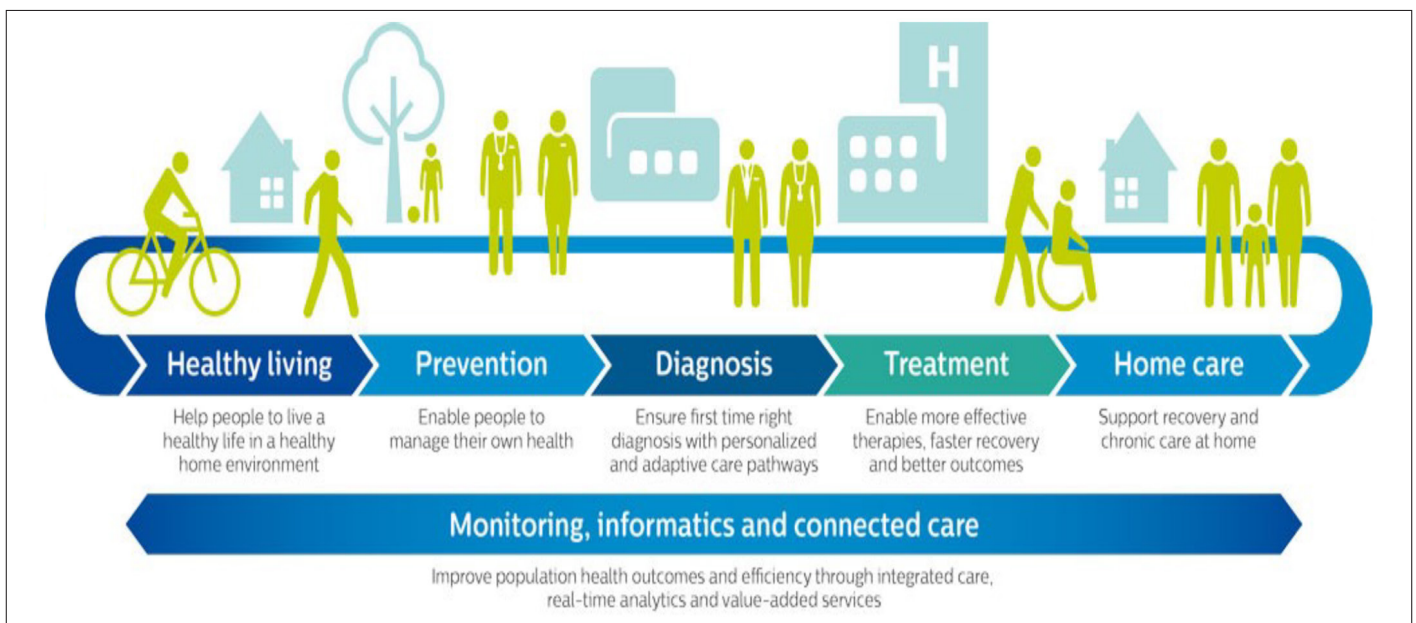 H
Healthy living
Prevention
Diagnosis
Treatment
Home care
Help people to live a
healthy life in a healthy
home environment
Enable people to
manage their own health
Ensure first time right
diagnosis with personalized
and adaptive care pathways
Enable more effective
therapies, faster recovery
and better outcomes
Support recovery and
chronic care at home
Monitoring, informatics and connected care
Improve population health outcomes and efficiency through integrated care,
real-time analytics and value-added services